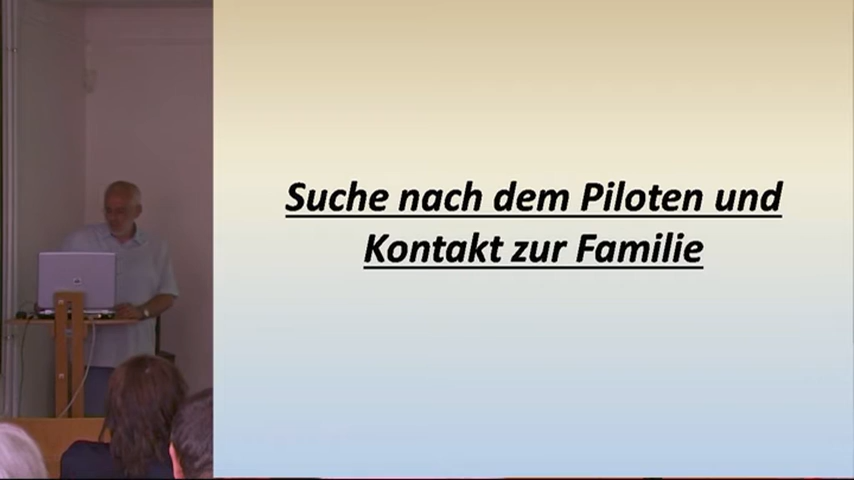 Suche nach dem Piloten und
Kontakt zur Familie